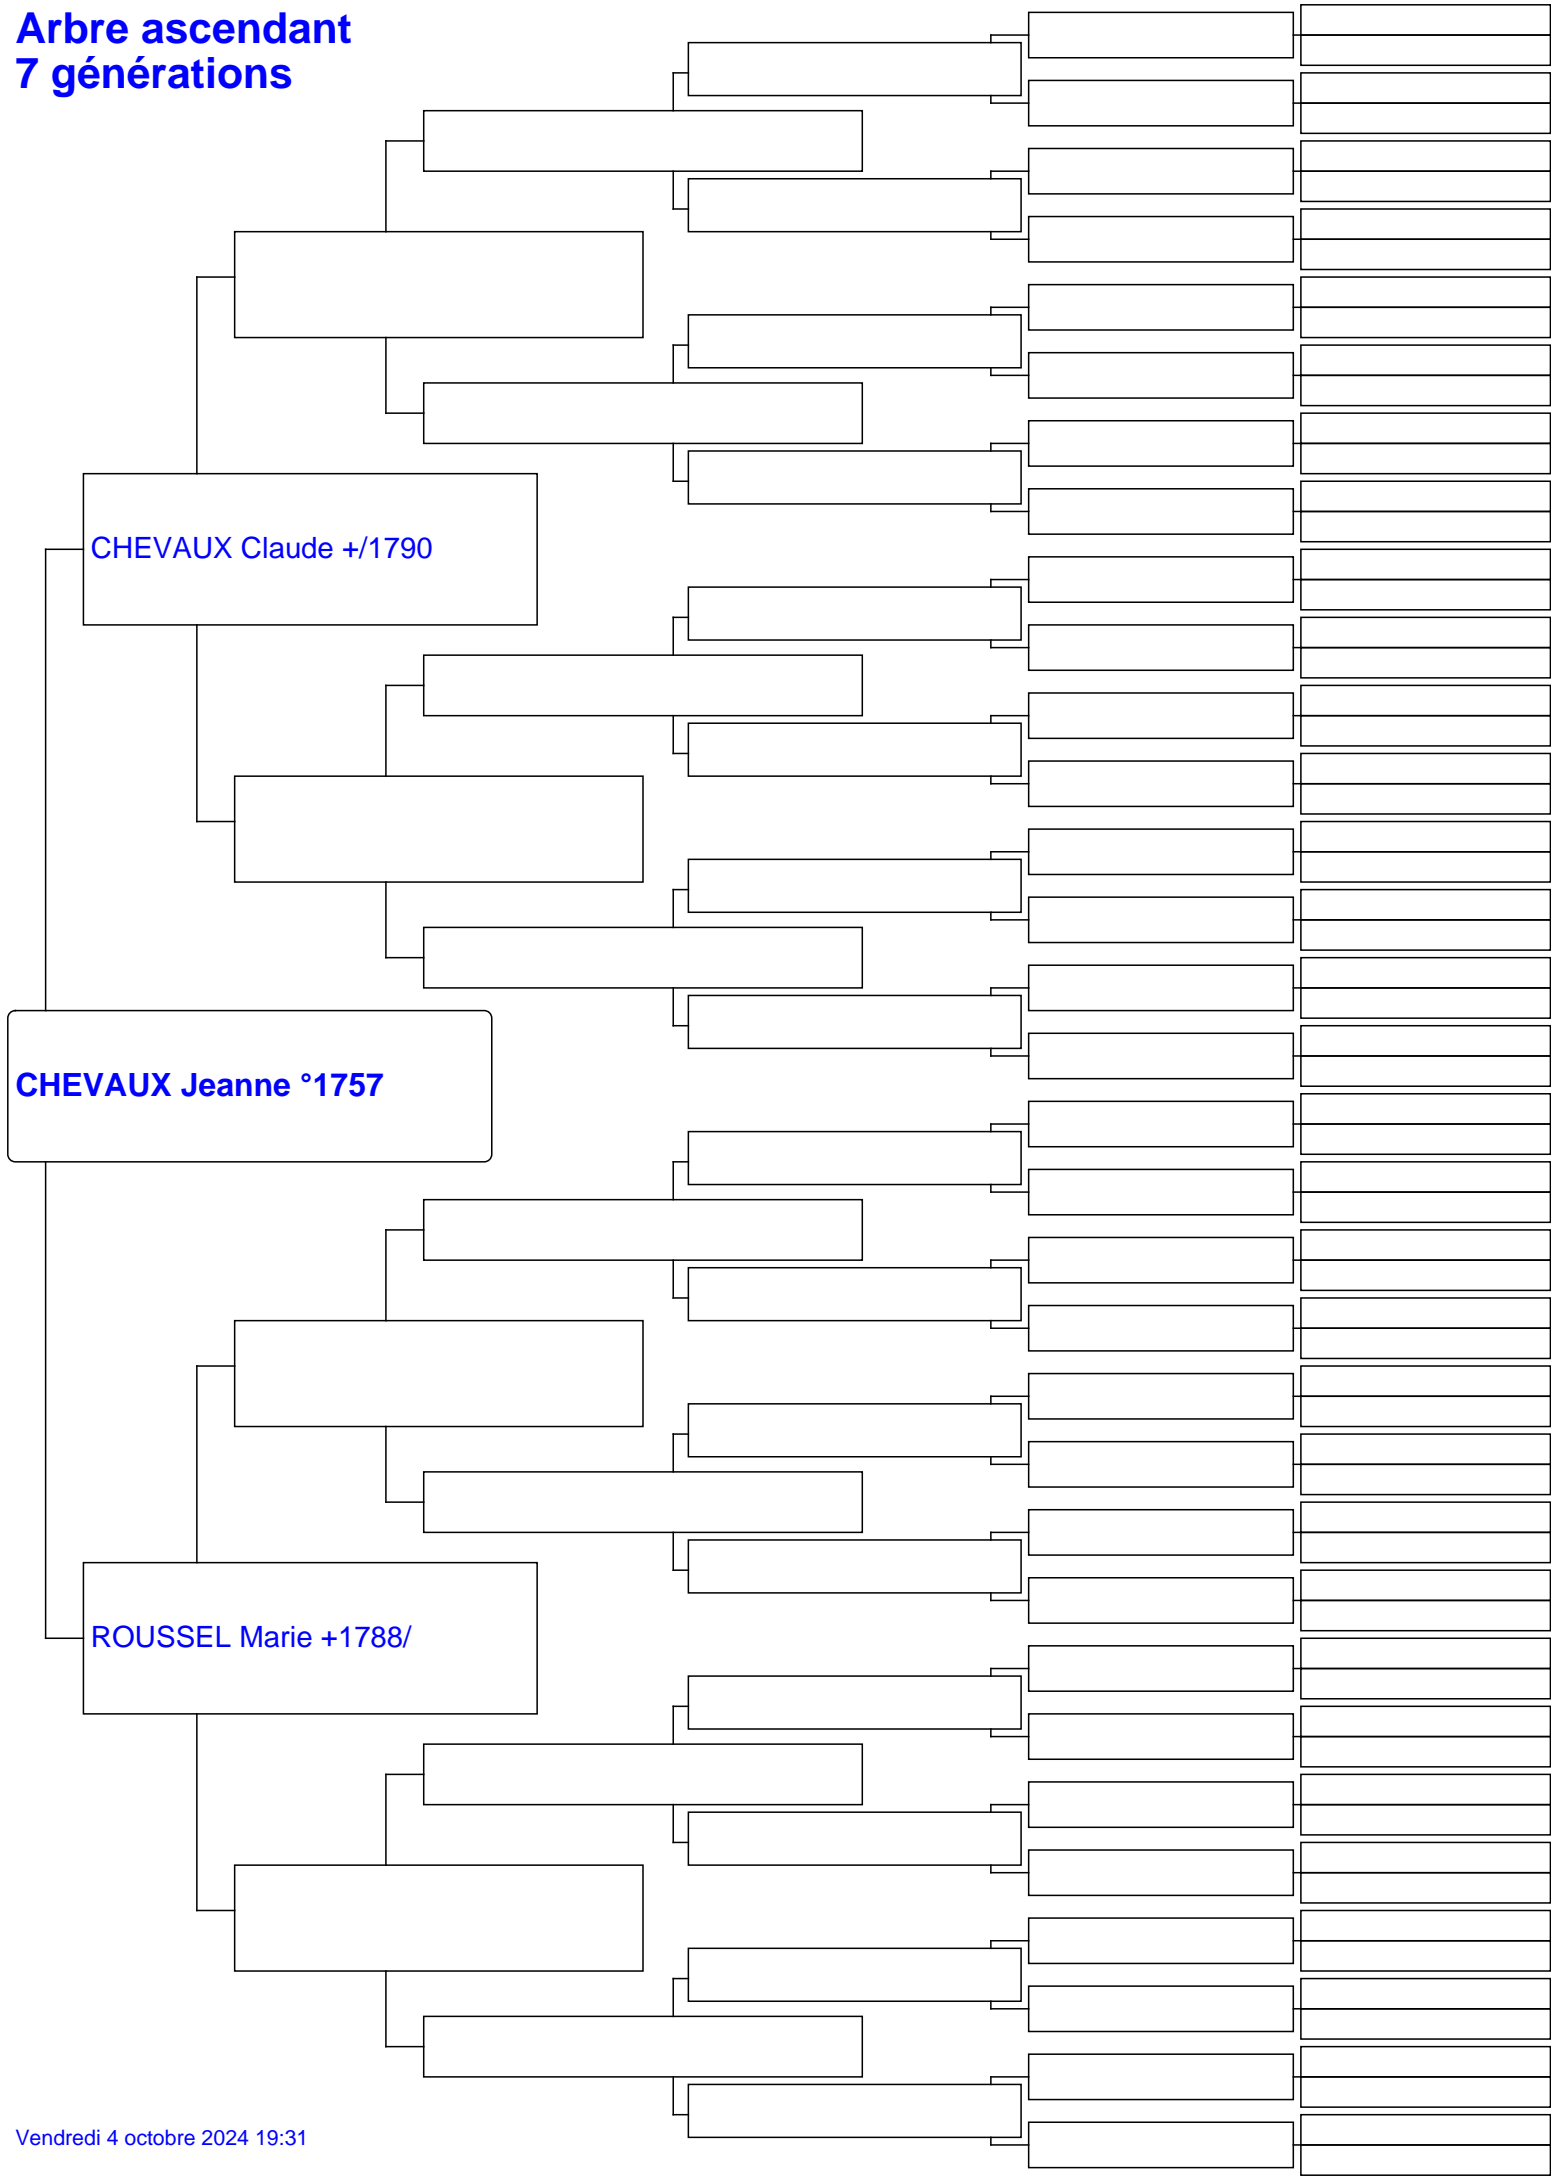 Arbre ascendant
7 générations
CHEVAUX Claude +/1790
CHEVAUX Jeanne °1757
ROUSSEL Marie +1788/
Vendredi 4 octobre 2024 19:31